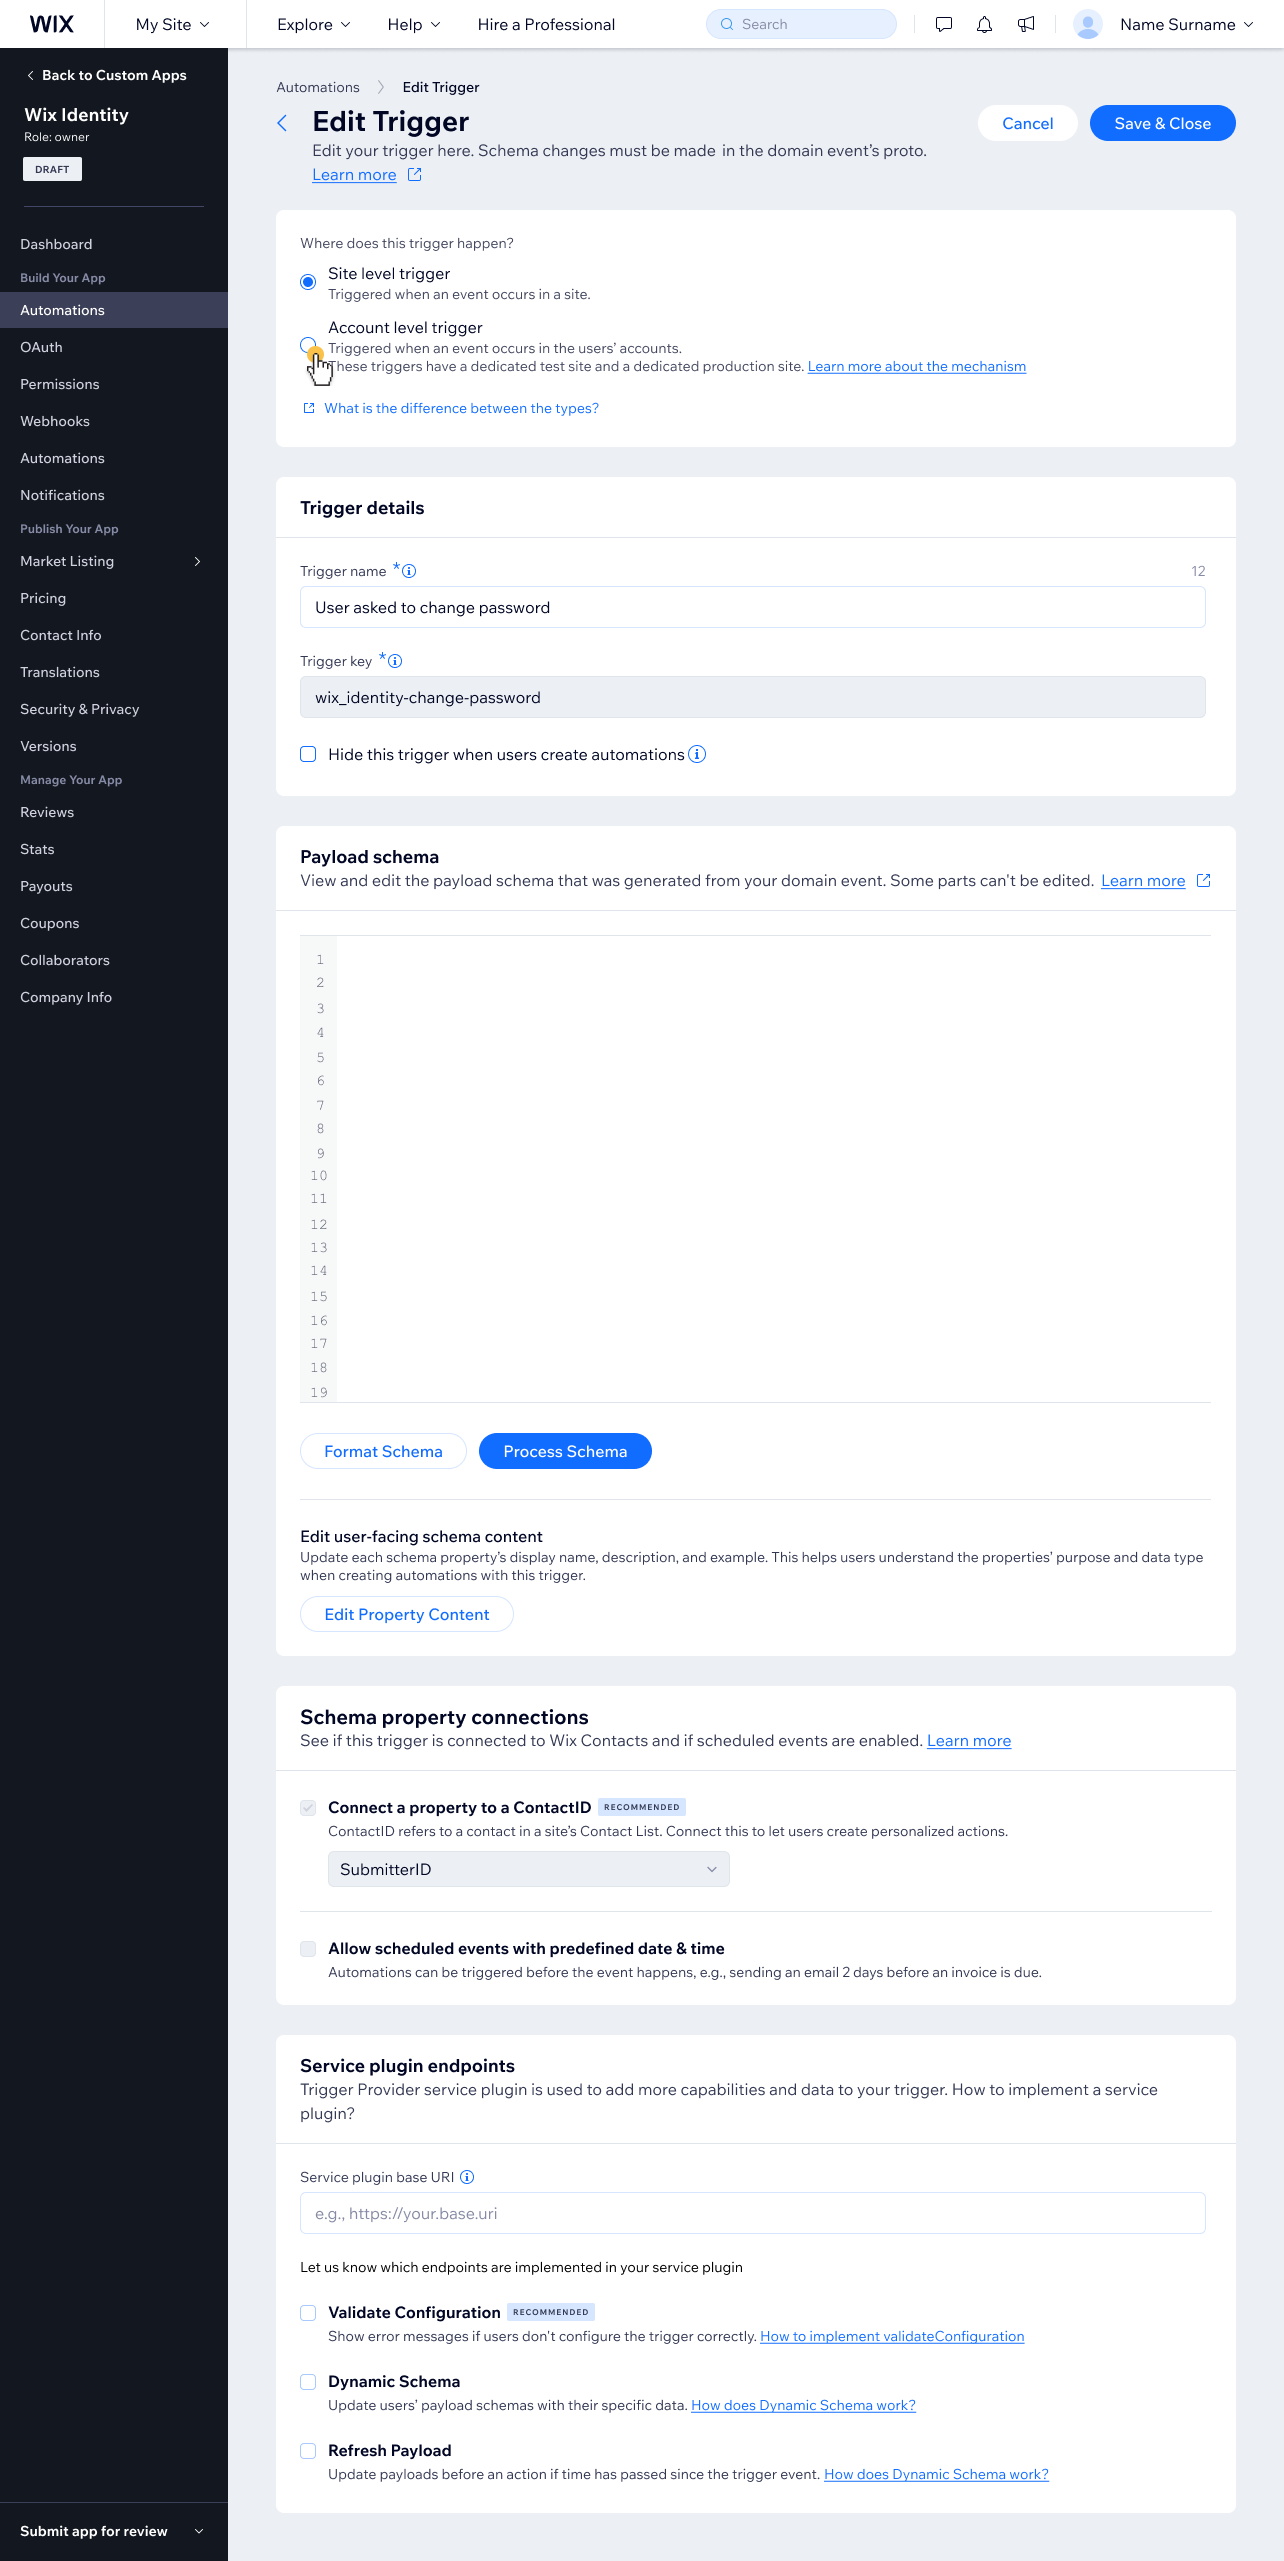 WIX
My Site
Explore
Help
Hire a Professional
Search
Name Surname
Back to Custom Apps
Wix Identity
Role: owner
DRAFT
Dashboard
Build Your App
Automations
OAuth
Permissions
Webhooks
Automations
Notifications
Publish Your App
Market Listing
Pricing
Contact Info
Translations
Security & Privacy
Versions
Manage Your App
Reviews
Stats
Payouts
Coupons
Collaborators
Company Info
Submit app for review
Automations
Edit Trigger
Edit Trigger
Cancel
Save & Close
Edit your trigger here. Schema changes must be made in the domain event’s proto.
Learn more
Where does this trigger happen?
Site level trigger
Triggered when an event occurs in a site.
Account level trigger
Triggered when an event occurs in the users’ accounts.
These triggers have a dedicated test site and a dedicated production site. Learn more about the mechanism
What is the difference between the types?
Trigger details
Trigger name *
12
User asked to change password
Trigger key *
wix_identity-change-password
Hide this trigger when users create automations
Payload schema
View and edit the payload schema that was generated from your domain event. Some parts can't be edited. Learn more
1
2
3
4
5
6
7
8
9
10
11
12
13
14
15
16
17
18
19
Format Schema
Process Schema
Edit user-facing schema content
Update each schema property’s display name, description, and example. This helps users understand the properties’ purpose and data type
when creating automations with this trigger.
Edit Property Content
Schema property connections
See if this trigger is connected to Wix Contacts and if scheduled events are enabled. Learn more
Connect a property to a ContactID RECOMMENDED
ContactID refers to a contact in a site’s Contact List. Connect this to let users create personalized actions.
SubmitterID
Allow scheduled events with predefined date & time
Automations can be triggered before the event happens, e.g., sending an email 2 days before an invoice is due.
Service plugin endpoints
Trigger Provider service plugin is used to add more capabilities and data to your trigger. How to implement a service
plugin?
Service plugin base URI
e.g., https://your.base.uri
Let us know which endpoints are implemented in your service plugin
Validate Configuration RECOMMENDED
Show error messages if users don't configure the trigger correctly. How to implement validateConfiguration
Dynamic Schema
Update users’ payload schemas with their specific data. How does Dynamic Schema work?
Refresh Payload
Update payloads before an action if time has passed since the trigger event. How does Dynamic Schema work?